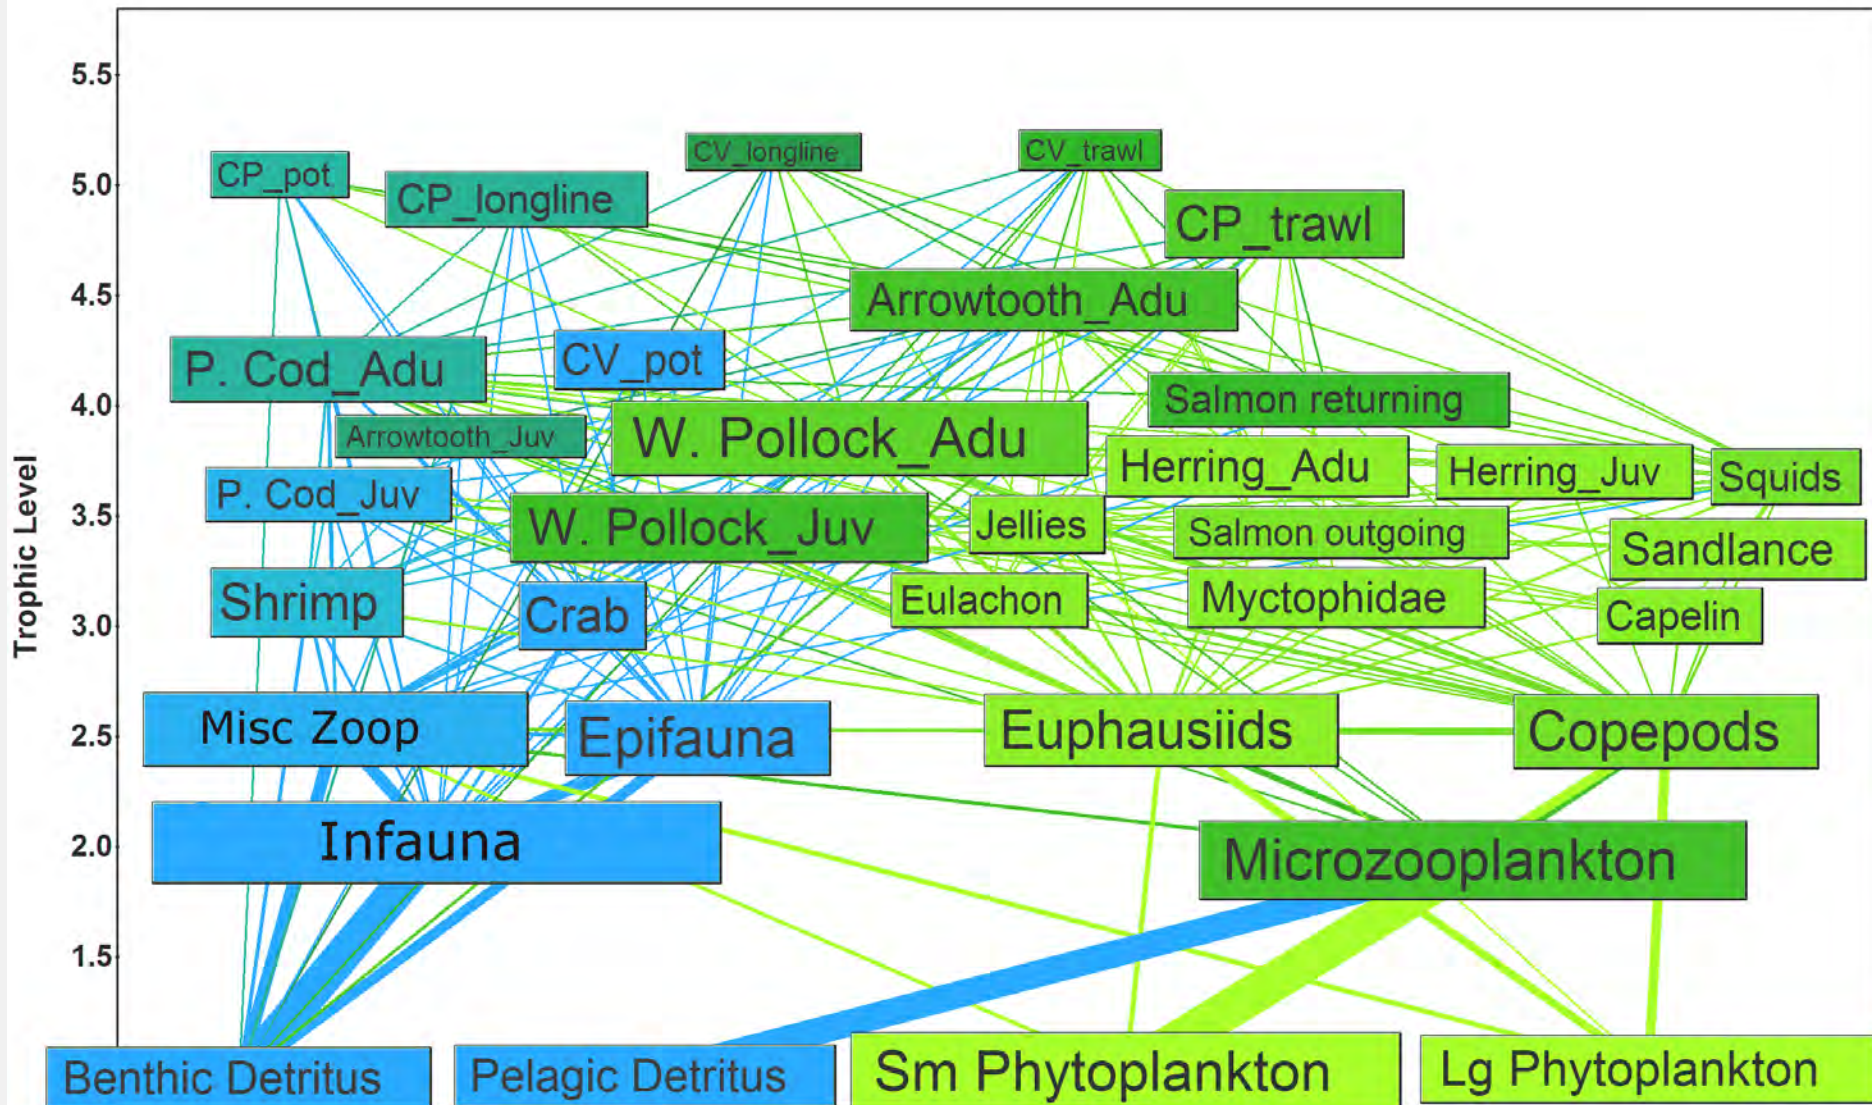 Trophic Level
5.5
5.0
4.5
4.0
3.5
3.0
2.5
2.0
1.5
CP_pot
CP_longline
CV_longline
CV_trawl
CP_trawl
Arrowtooth_Adu
P. Cod_Adu
CV_pot
Salmon returning
Arrowtooth_Juv
W. Pollock_Adu
Herring_Adu
Herring_Juv
Squids
P. Cod_Juv
W. Pollock_Juv
Jellies
Salmon outgoing
Sandlance
Shrimp
Crab
Eulachon
Myctophidae
Capelin
Misc Zoop
Epifauna
Euphausiids
Copepods
Infauna
Microzooplankton
Benthic Detritus
Pelagic Detritus
Sm Phytoplankton
Lg Phytoplankton